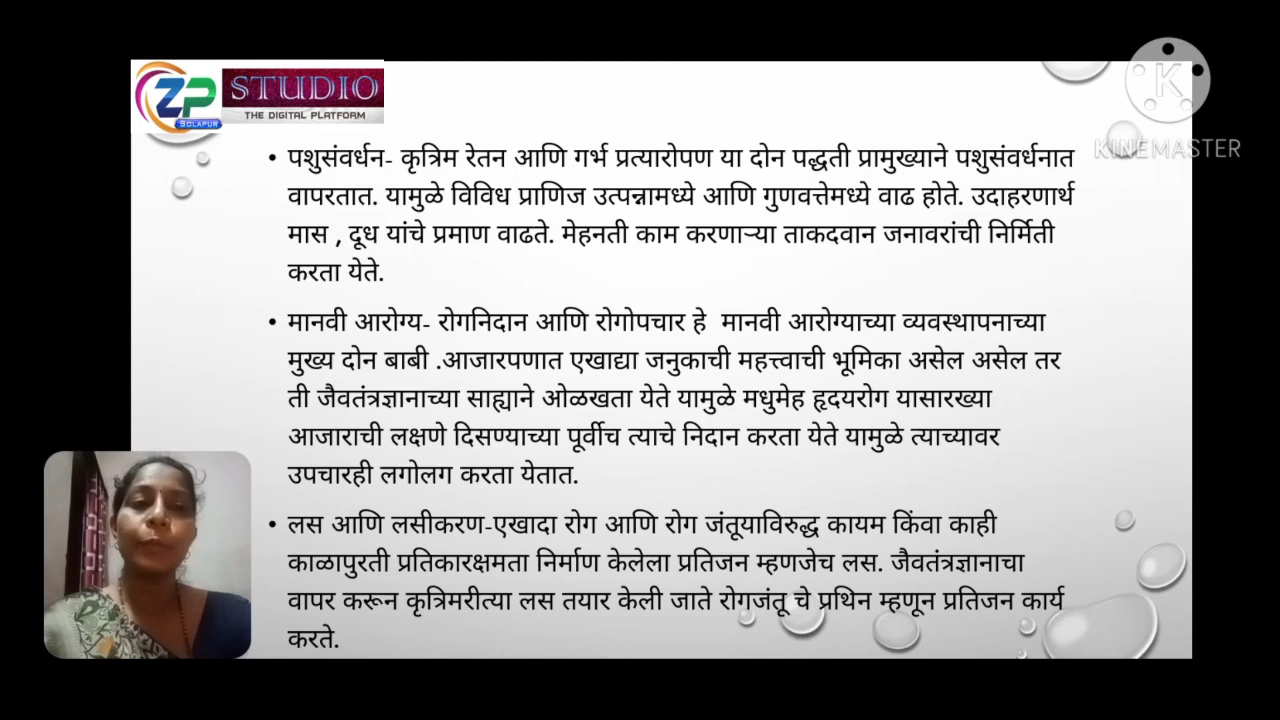 ZP
SOLAPUR
STUDIO
THE DIGITAL PLATFORM
K
KINEMASTER
• पशुसंवर्धन- कृत्रिम रेतन आणि गर्भ प्रत्यारोपण या दोन पद्धती प्रामुख्याने पशुसंवर्धनात
वापरतात. यामुळे विविध प्राणिज उत्पन्नामध्ये आणि गुणवत्तेमध्ये वाढ होते. उदाहरणार्थ
मास , दूध यांचे प्रमाण वाढते. मेहनती काम करणाऱ्या ताकदवान जनावरांची निर्मिती
करता येते.
• मानवी आरोग्य- रोगनिदान आणि रोगोपचार हे  मानवी आरोग्याच्या व्यवस्थापनाच्या
मुख्य दोन बाबी .आजारपणात एखाद्या जनुकाची महत्त्वाची भूमिका असेल असेल तर
ती जैवतंत्रज्ञानाच्या साह्याने ओळखता येते यामुळे मधुमेह हृदयरोग यासारख्या
आजाराची लक्षणे दिसण्याच्या पूर्वीच त्याचे निदान करता येते यामुळे त्याच्यावर
उपचारही लगोलग करता येतात.
• लस आणि लसीकरण-एखादा रोग आणि रोग जंतूयाविरुद्ध कायम किंवा काही
काळापुरती प्रतिकारक्षमता निर्माण केलेला प्रतिजन म्हणजेच लस. जैवतंत्रज्ञानाचा
वापर करून कृत्रिमरीत्या लस तयार केली जाते रोगजंतू चे प्रथिन म्हणून प्रतिजन कार्य
करते.